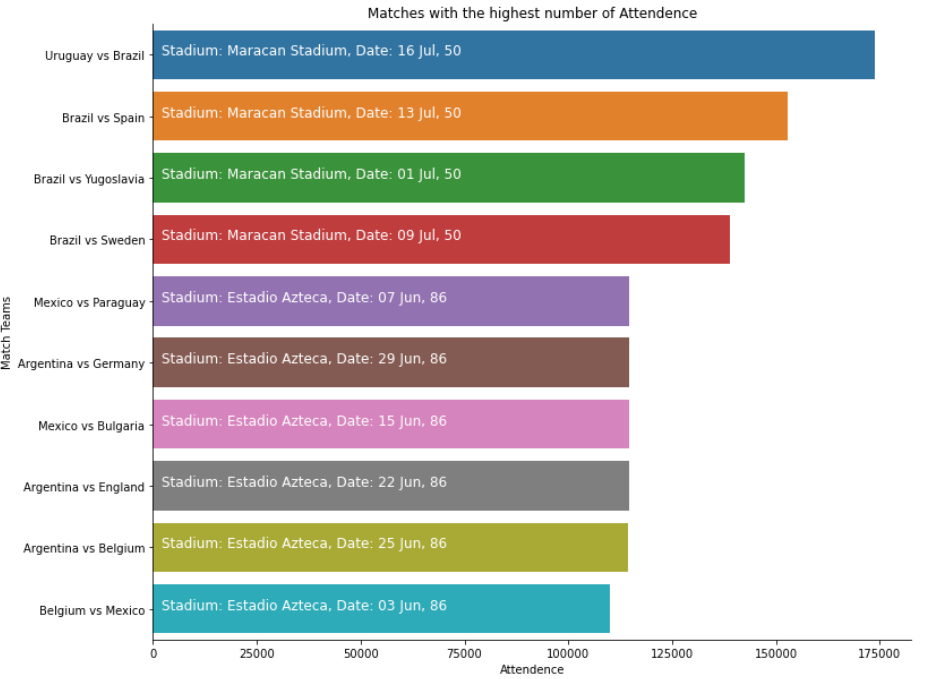 Matches with the highest number of Attendence
Uruguay vs Brazil
Stadium: Maracan Stadium, Date: 16 Jul, 50
Brazil vs Spain
Stadium: Maracan Stadium, Date: 13 Jul, 50
Brazil vs Yugoslavia
Stadium: Maracan Stadium, Date: 01 Jul, 50
Brazil vs Sweden
Stadium: Maracan Stadium, Date: 09 Jul, 50
Mexico vs Paraguay
Stadium: Estadio Azteca, Date: 07 Jun, 86
Argentina vs Germany
Stadium: Estadio Azteca, Date: 29 Jun, 86
Mexico vs Bulgaria
Stadium: Estadio Azteca, Date: 15 Jun, 86
Argentina vs England
Stadium: Estadio Azteca, Date: 22 Jun, 86
Argentina vs Belgium
Stadium: Estadio Azteca, Date: 25 Jun, 86
Belgium vs Mexico
Stadium: Estadio Azteca, Date: 03 Jun, 86
Match Teams
0 25000 50000 75000 100000 125000 150000 175000
Attendence